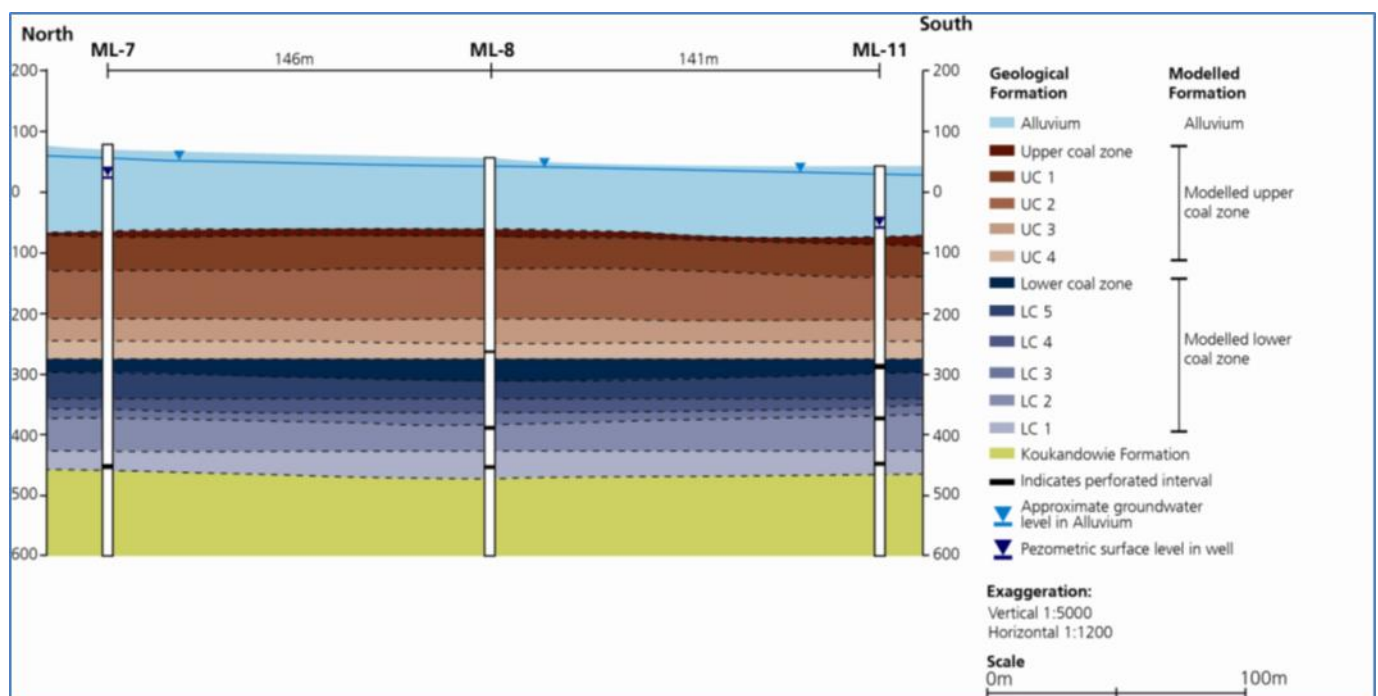 North
South
ML-7
ML-8
ML-11
146m
141m
200
100
0
100
200
300
400
500
600
200
100
0
100
200
300
400
500
600
Geological
Formation
Modelled
Formation
Alluvium
Alluvium
Upper coal zone
UC 1
UC 2
UC 3
UC 4
Modelled upper
coal zone
Lower coal zone
LC 5
LC 4
LC 3
LC 2
LC 1
Modelled lower
coal zone
Koukandowie Formation
Indicates perforated interval
Approximate groundwater
level in Alluvium
Pezometric surface level in well
Exaggeration:
Vertical 1:5000
Horizontal 1:1200
Scale
0m
100m